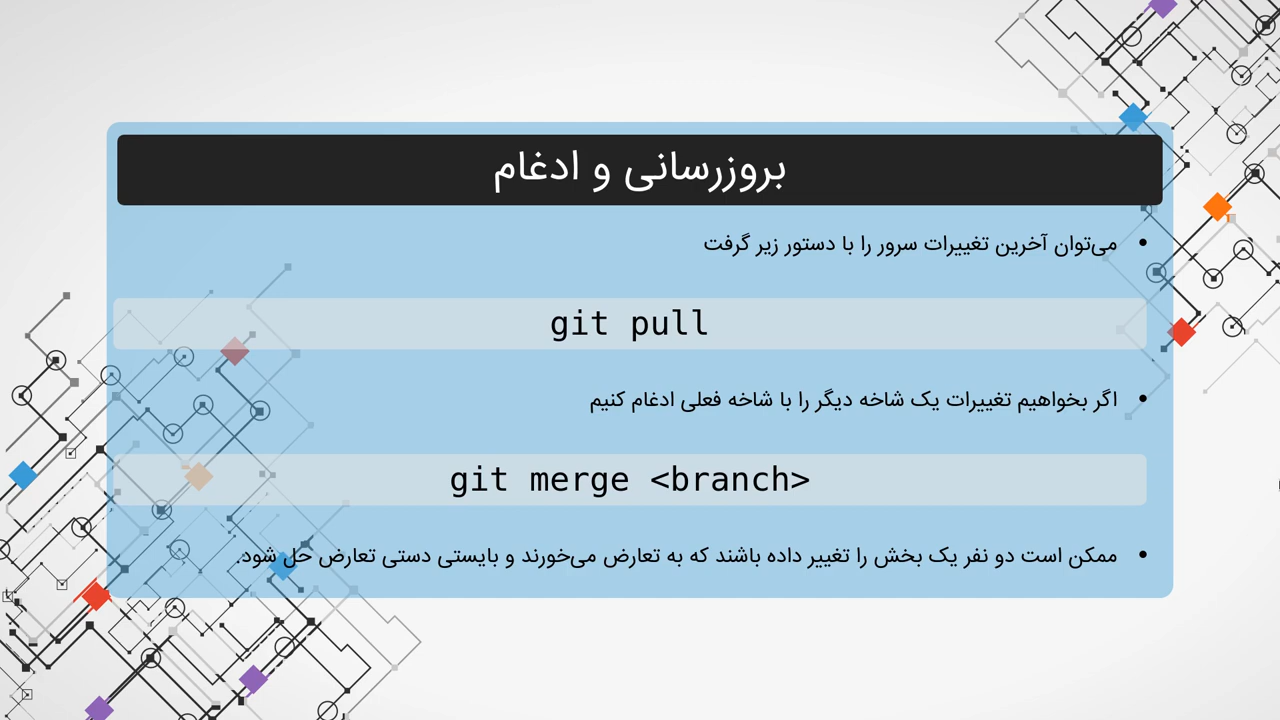 بروزرسانی و ادغام
• می‌توان آخرین تغییرات سرور را با دستور زیر گرفت
git pull
• اگر بخواهیم تغییرات یک شاخه دیگر را با شاخه فعلی ادغام کنیم
git merge <branch>
• ممکن است دو نفر یک بخش را تغییر داده باشند که به تعارض می‌خورند و بایستی دستی تعارض حل شود.